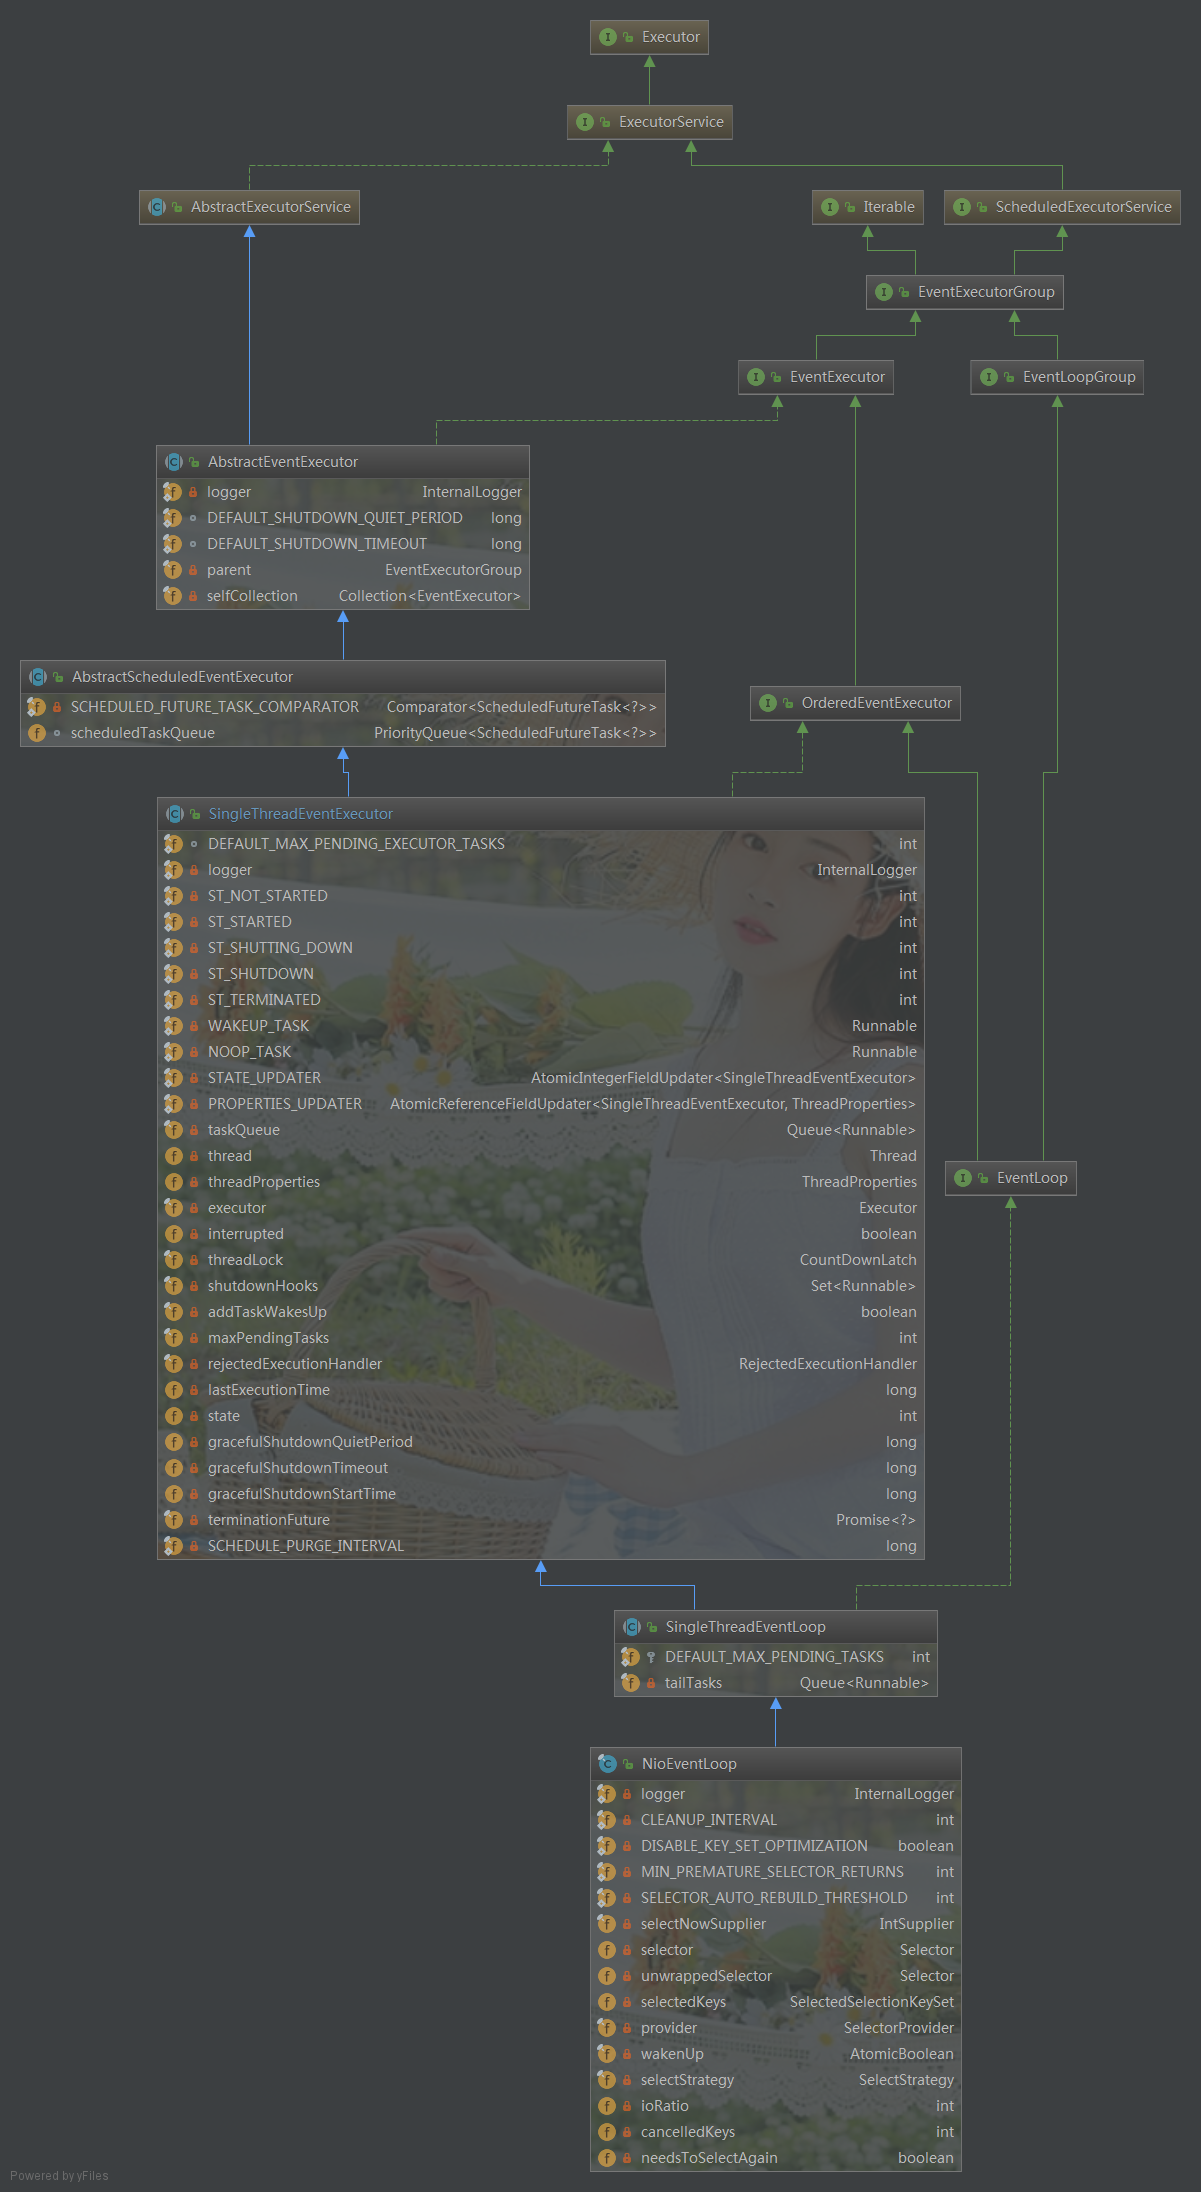 Executor
ExecutorService
AbstractExecutorService
Iterable
ScheduledExecutorService
EventExecutorGroup
EventExecutor
EventLoopGroup
AbstractEventExecutor
logger InternalLogger
DEFAULT_SHUTDOWN_QUIET_PERIOD long
DEFAULT_SHUTDOWN_TIMEOUT long
parent EventExecutorGroup
selfCollection Collection<EventExecutor>
AbstractScheduledEventExecutor
SCHEDULED_FUTURE_TASK_COMPARATOR Comparator<ScheduledFutureTask<?>>
scheduledTaskQueue PriorityQueue<ScheduledFutureTask<?>>
OrderedEventExecutor
SingleThreadEventExecutor
DEFAULT_MAX_PENDING_EXECUTOR_TASKS int
logger InternalLogger
ST_NOT_STARTED int
ST_STARTED int
ST_SHUTTING_DOWN int
ST_SHUTDOWN int
ST_TERMINATED int
WAKEUP_TASK Runnable
NOOP_TASK Runnable
STATE_UPDATER AtomicIntegerFieldUpdater<SingleThreadEventExecutor>
PROPERTIES_UPDATER AtomicReferenceFieldUpdater<SingleThreadEventExecutor, ThreadProperties>
taskQueue Queue<Runnable>
thread Thread
threadProperties ThreadProperties
executor Executor
interrupted boolean
threadLock CountDownLatch
shutdownHooks Set<Runnable>
addTaskWakesUp boolean
maxPendingTasks int
rejectedExecutionHandler RejectedExecutionHandler
lastExecutionTime long
state int
gracefulShutdownQuietPeriod long
gracefulShutdownTimeout long
gracefulShutdownStartTime long
terminationFuture Promise<?>
SCHEDULE_PURGE_INTERVAL long
EventLoop
SingleThreadEventLoop
DEFAULT_MAX_PENDING_TASKS int
tailTasks Queue<Runnable>
NioEventLoop
logger InternalLogger
CLEANUP_INTERVAL int
DISABLE_KEY_SET_OPTIMIZATION boolean
MIN_PREMATURE_SELECTOR_RETURNS int
SELECTOR_AUTO_REBUILD_THRESHOLD int
selectNowSupplier IntSupplier
selector Selector
unwrappedSelector Selector
selectedKeys SelectedSelectionKeySet
provider SelectorProvider
wakenUp AtomicBoolean
selectStrategy SelectStrategy
ioRatio int
cancelledKeys int
needsToSelectAgain boolean
Powered by yFiles